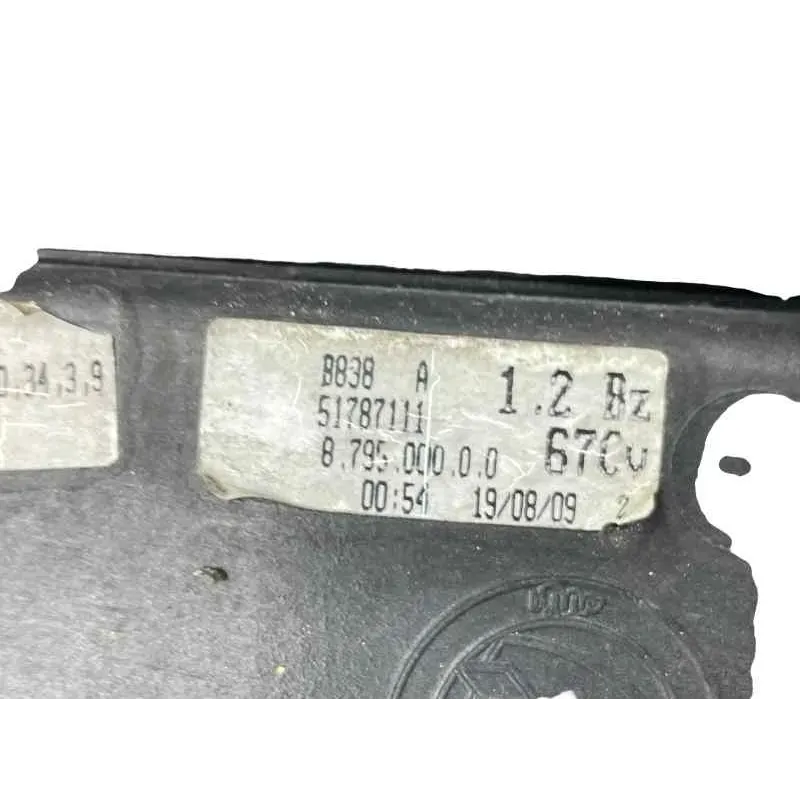 B838 A 1.2 Bz
51787111
8.795.000.0.0 67Cv
00:54 19/08/09 2
.34.3.9